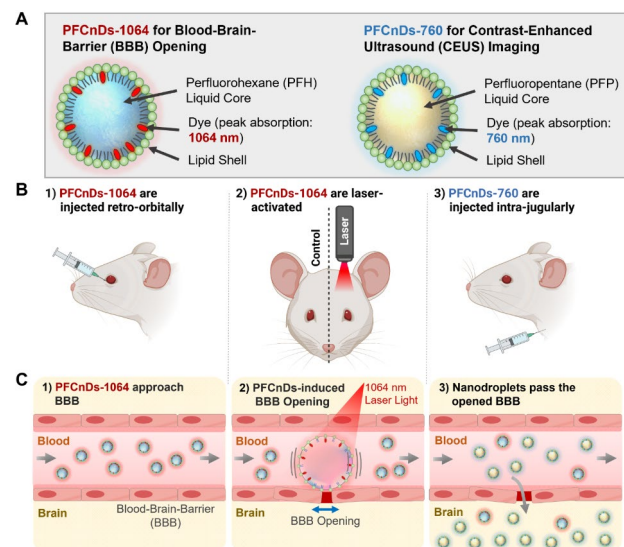 A
PFCnDs-1064 for Blood-Brain-
Barrier (BBB) Opening
Perfluorohexane (PFH)
Liquid Core
Dye (peak absorption:
1064 nm)
Lipid Shell
PFCnDs-760 for Contrast-Enhanced
Ultrasound (CEUS) Imaging
Perfluoropentane (PFP)
Liquid Core
Dye (peak absorption:
760 nm)
Lipid Shell
B
1) PFCnDs-1064 are
injected retro-orbitally
2) PFCnDs-1064 are laser-
activated
Control
Laser
3) PFCnDs-760 are
injected intra-jugularly
C
1) PFCnDs-1064 approach
BBB
Blood
Brain
Blood-Brain-Barrier
(BBB)
2) PFCnDs-induced
BBB Opening
1064 nm
Laser Light
Blood
Brain
BBB Opening
3) Nanodroplets pass the
opened BBB
Blood
Brain